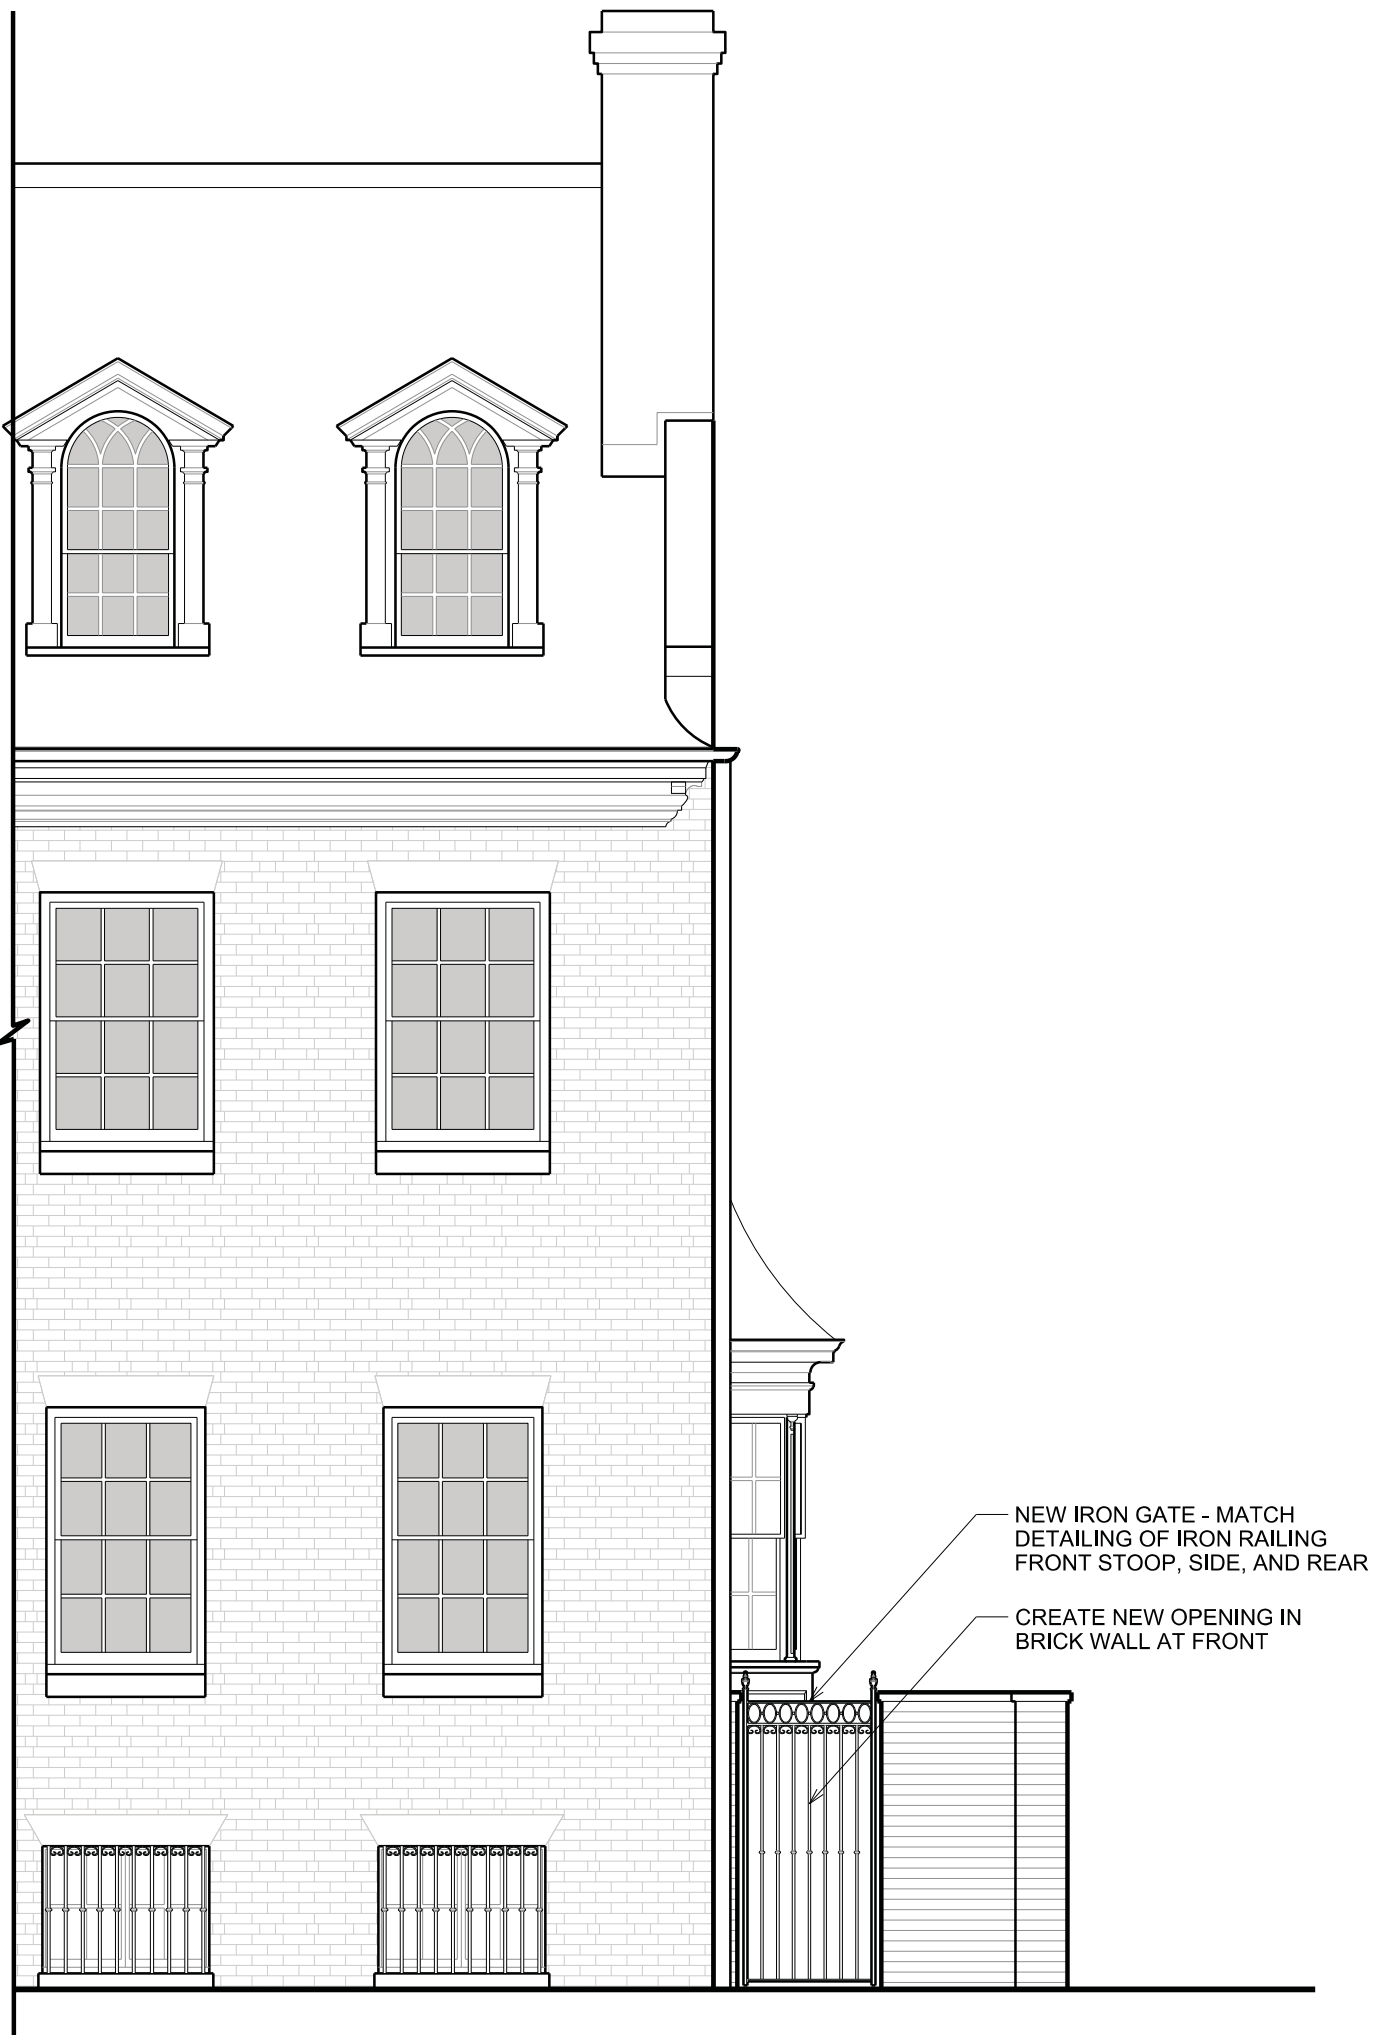 NEW IRON GATE - MATCH
DETAILING OF IRON RAILING
FRONT STOOP, SIDE, AND REAR
CREATE NEW OPENING IN
BRICK WALL AT FRONT